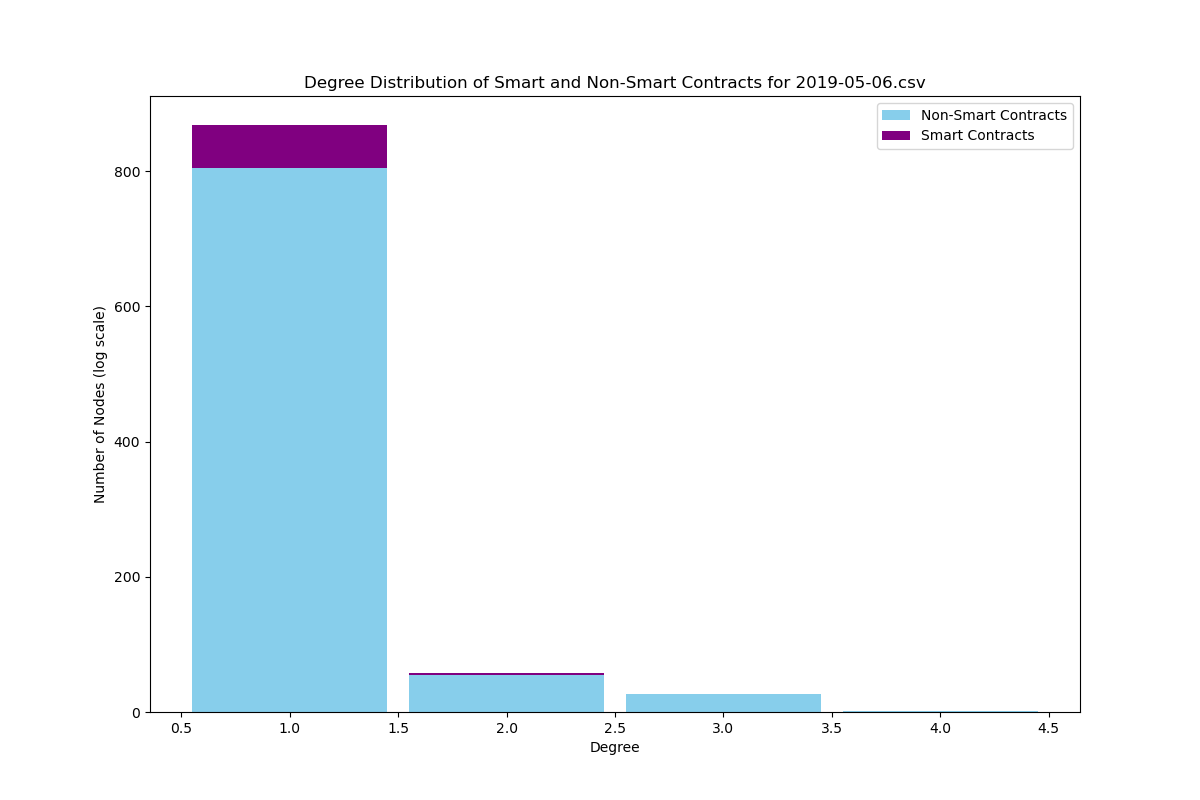 Degree Distribution of Smart and Non-Smart Contracts for 2019-05-06.csv
Non-Smart Contracts
Smart Contracts
Number of Nodes (log scale)
800
600
400
200
0
0.5 1.0 1.5 2.0 2.5 3.0 3.5 4.0 4.5
Degree